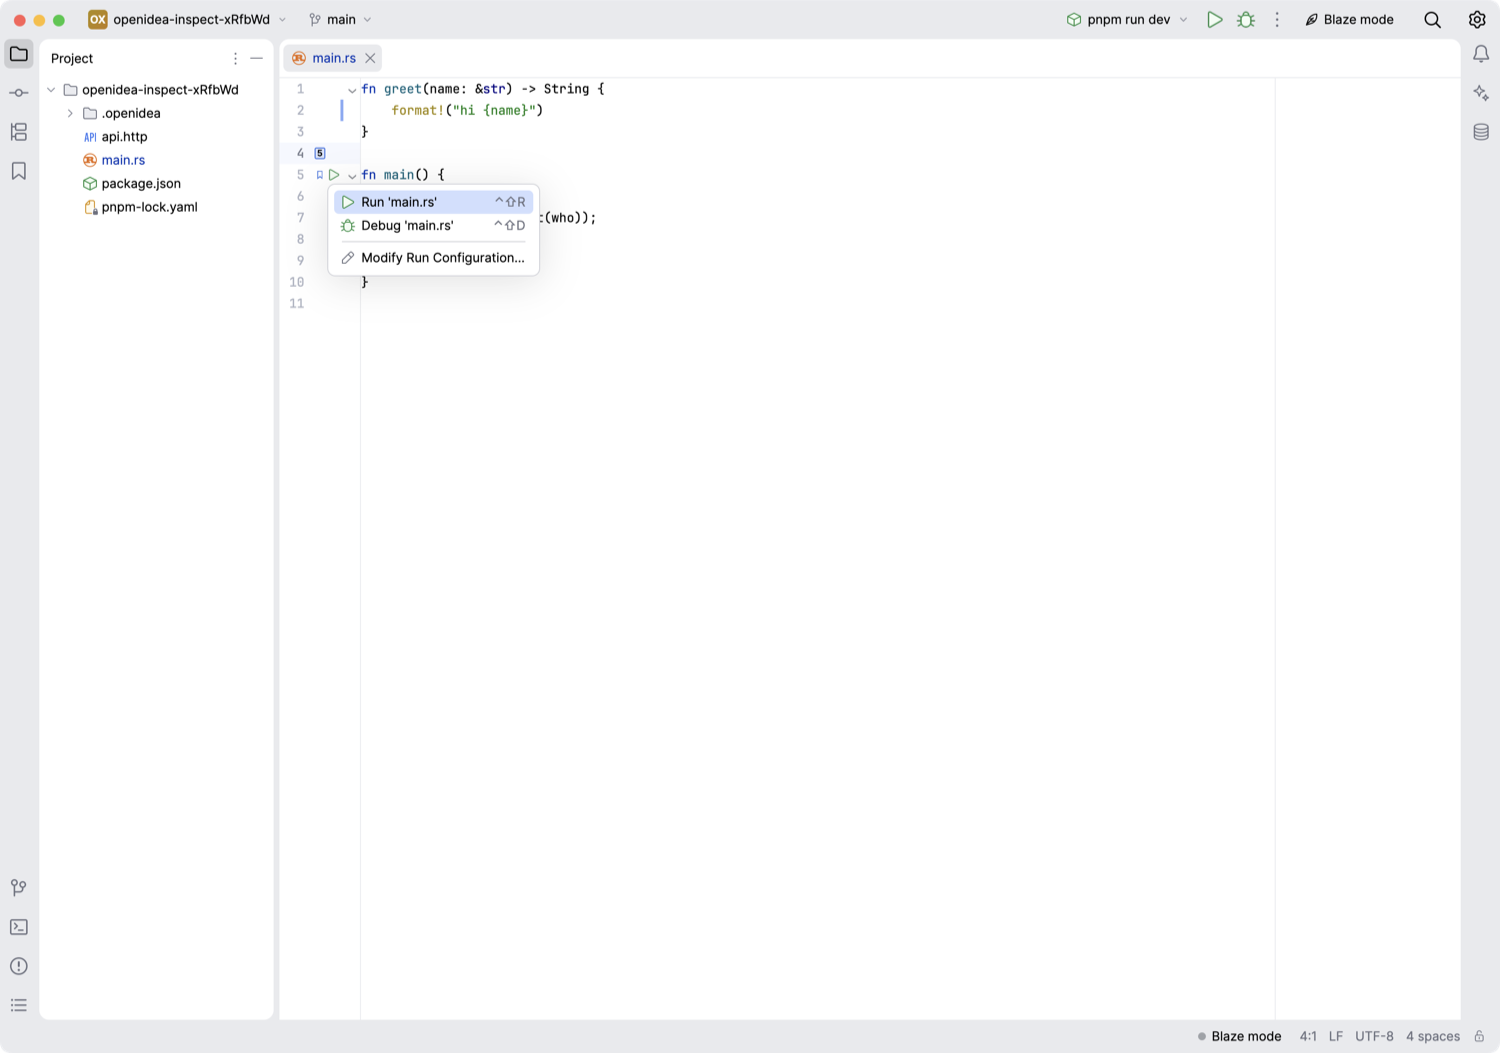 OX openidea-inspect-xRfbWd main pnpm run dev Blaze mode
Project
openidea-inspect-xRfbWd
.openidea
API api.http
main.rs
package.json
pnpm-lock.yaml
main.rs
1 fn greet(name: &str) -> String {
2 format!("hi {name}")
3 }
4 5
5 fn main() {
6
7 (who));
8
9
10 }
11
Run 'main.rs' ^⇧R
Debug 'main.rs' ^⇧D
Modify Run Configuration...
Blaze mode 4:1 LF UTF-8 4 spaces